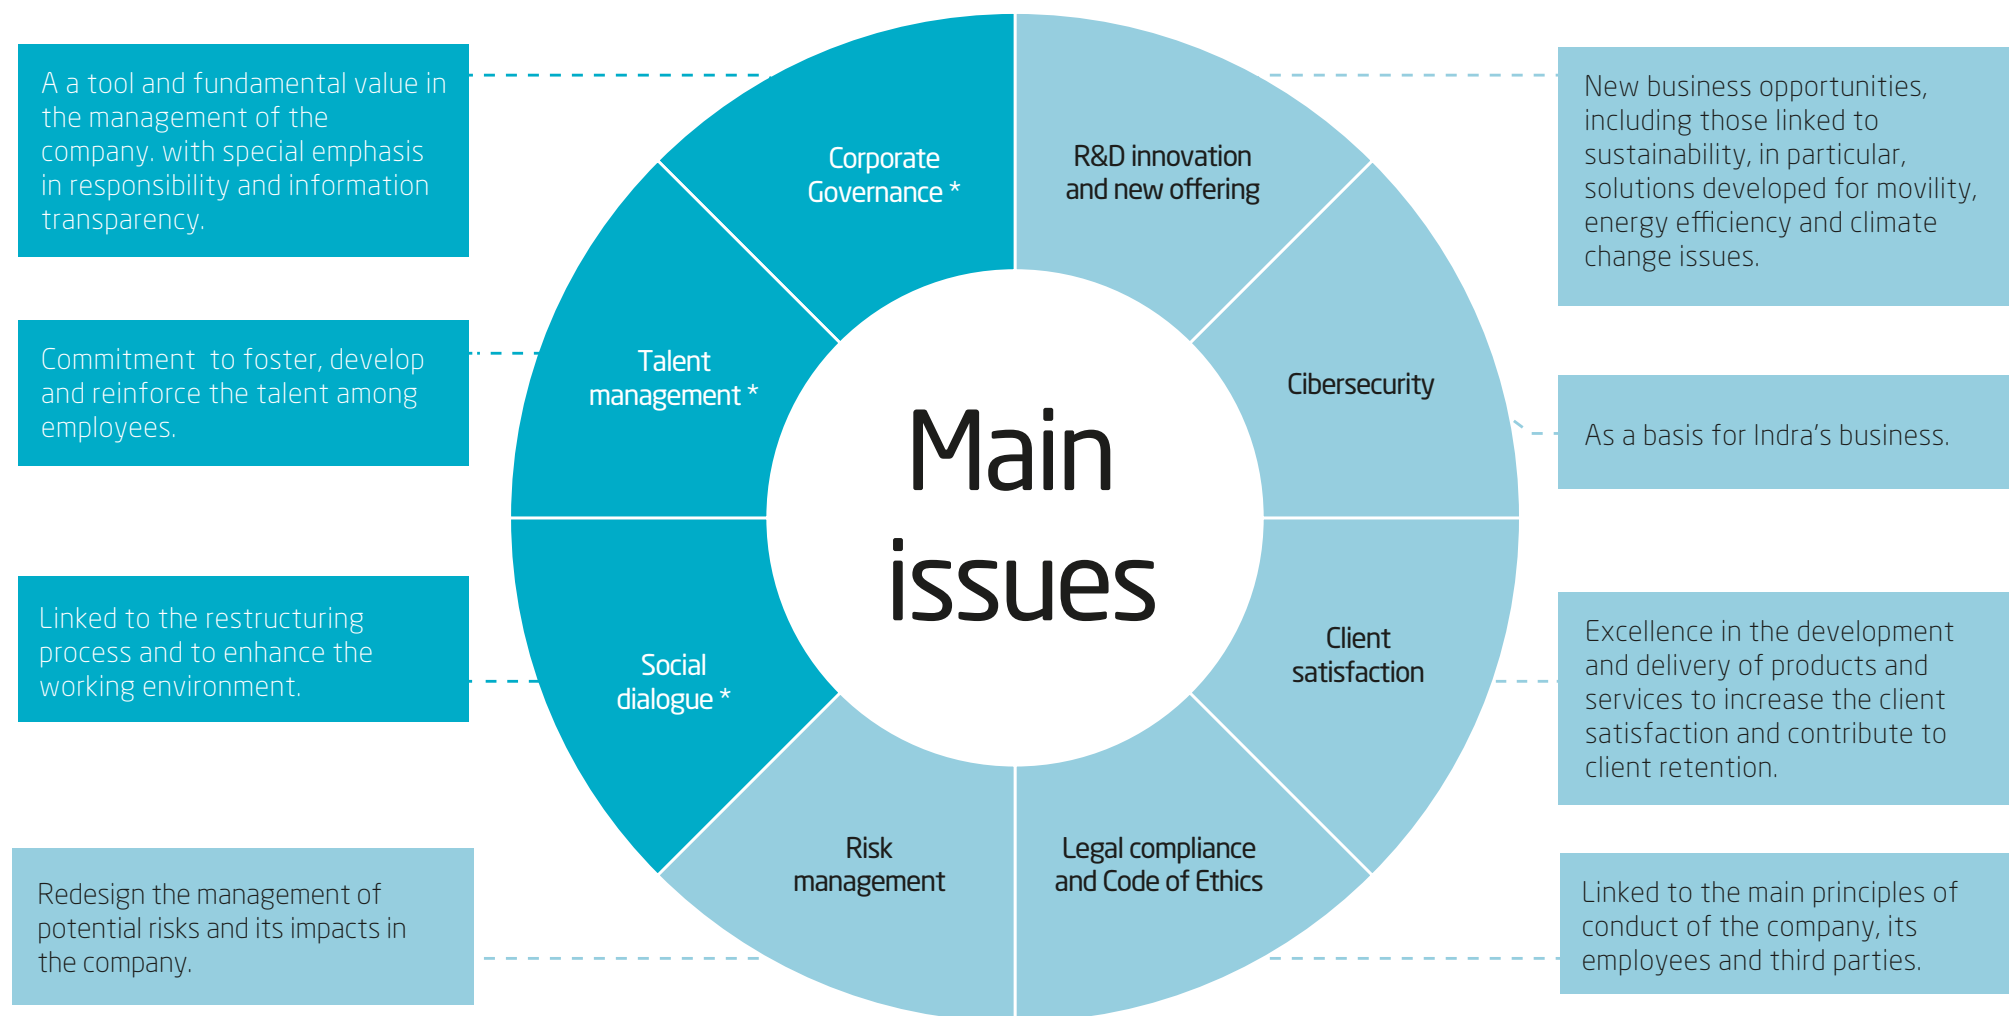 A a tool and fundamental value in
the management of the
company. with special emphasis
in responsibility and information
transparency.
Commitment to foster, develop
and reinforce the talent among
employees.
Linked to the restructuring
process and to enhance the
working environment.
Redesign the management of
potential risks and its impacts in
the company.
Corporate
Governance *
R&D innovation
and new offering
Talent
management *
Cibersecurity
Main
issues
Social
dialogue *
Client
satisfaction
Risk
management
Legal compliance
and Code of Ethics
New business opportunities,
including those linked to
sustainability, in particular,
solutions developed for movility,
energy efficiency and climate
change issues.
As a basis for Indra's business.
Excellence in the development
and delivery of products and
services to increase the client
satisfaction and contribute to
client retention.
Linked to the main principles of
conduct of the company, its
employees and third parties.